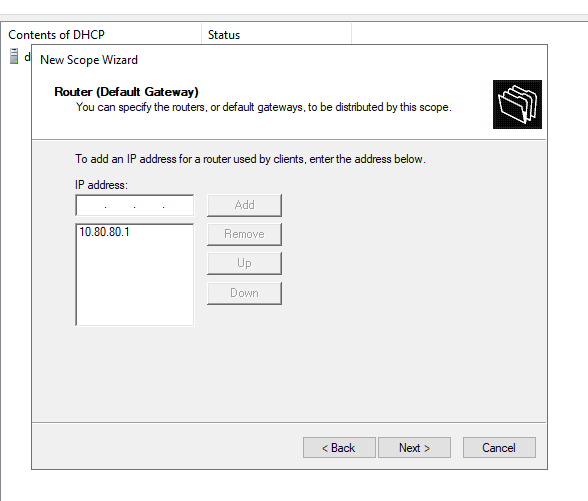 Contents of DHCP Status
d
New Scope Wizard
Router (Default Gateway)
You can specify the routers, or default gateways, to be distributed by this scope.
To add an IP address for a router used by clients, enter the address below.
IP address:
. . . Add
10.80.80.1 Remove
Up
Down
< Back Next > Cancel